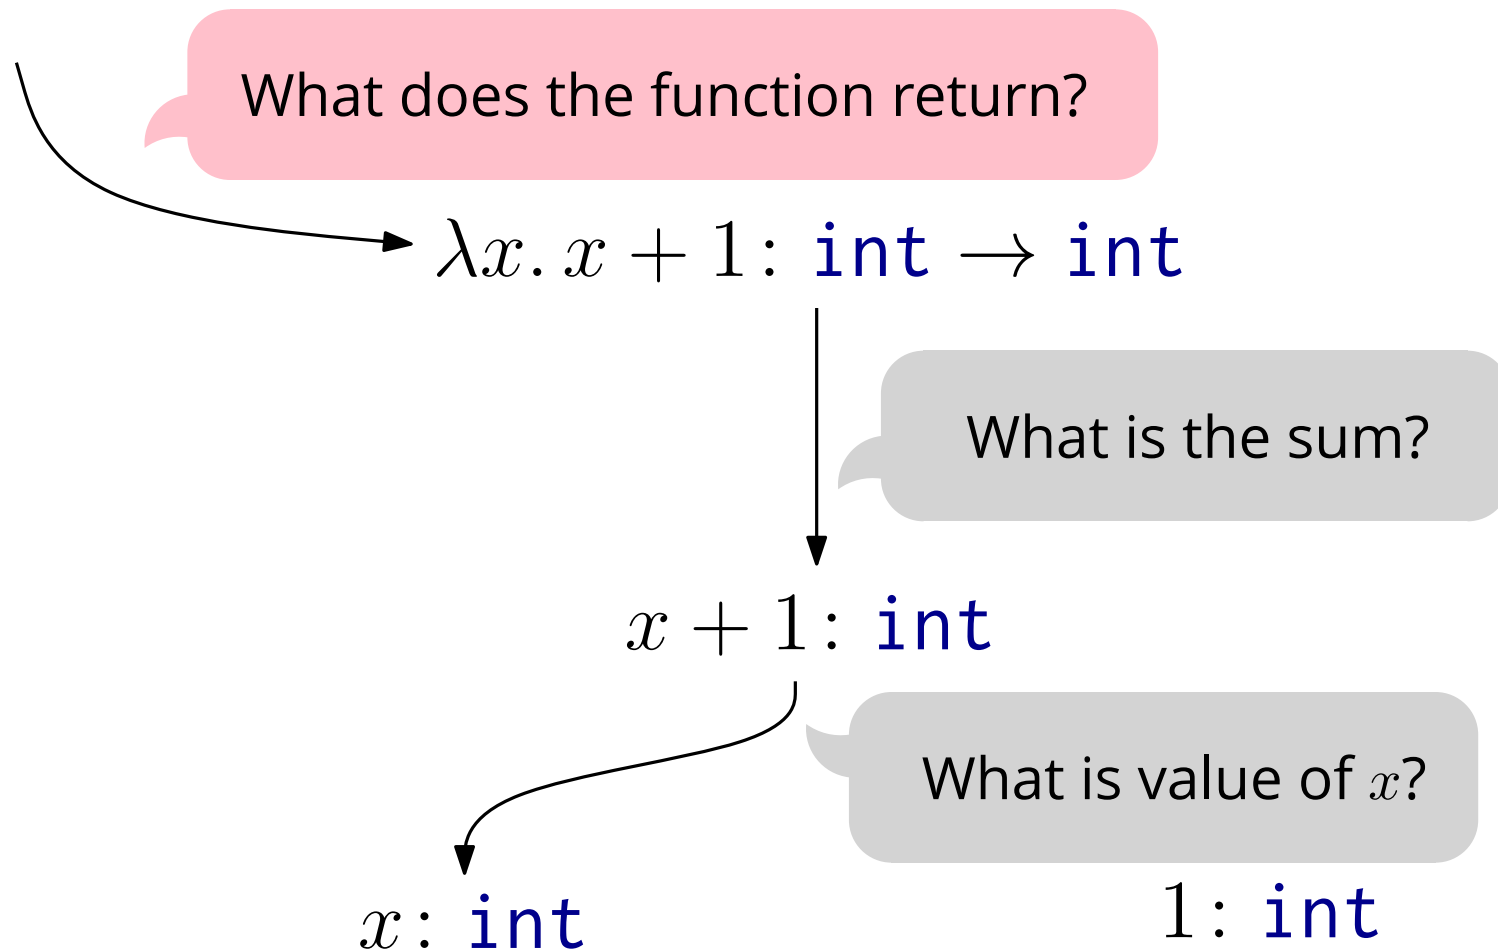 What does the function return?
λx. x + 1 : int → int
What is the sum?
x + 1 : int
What is value of x?
x : int
1 : int